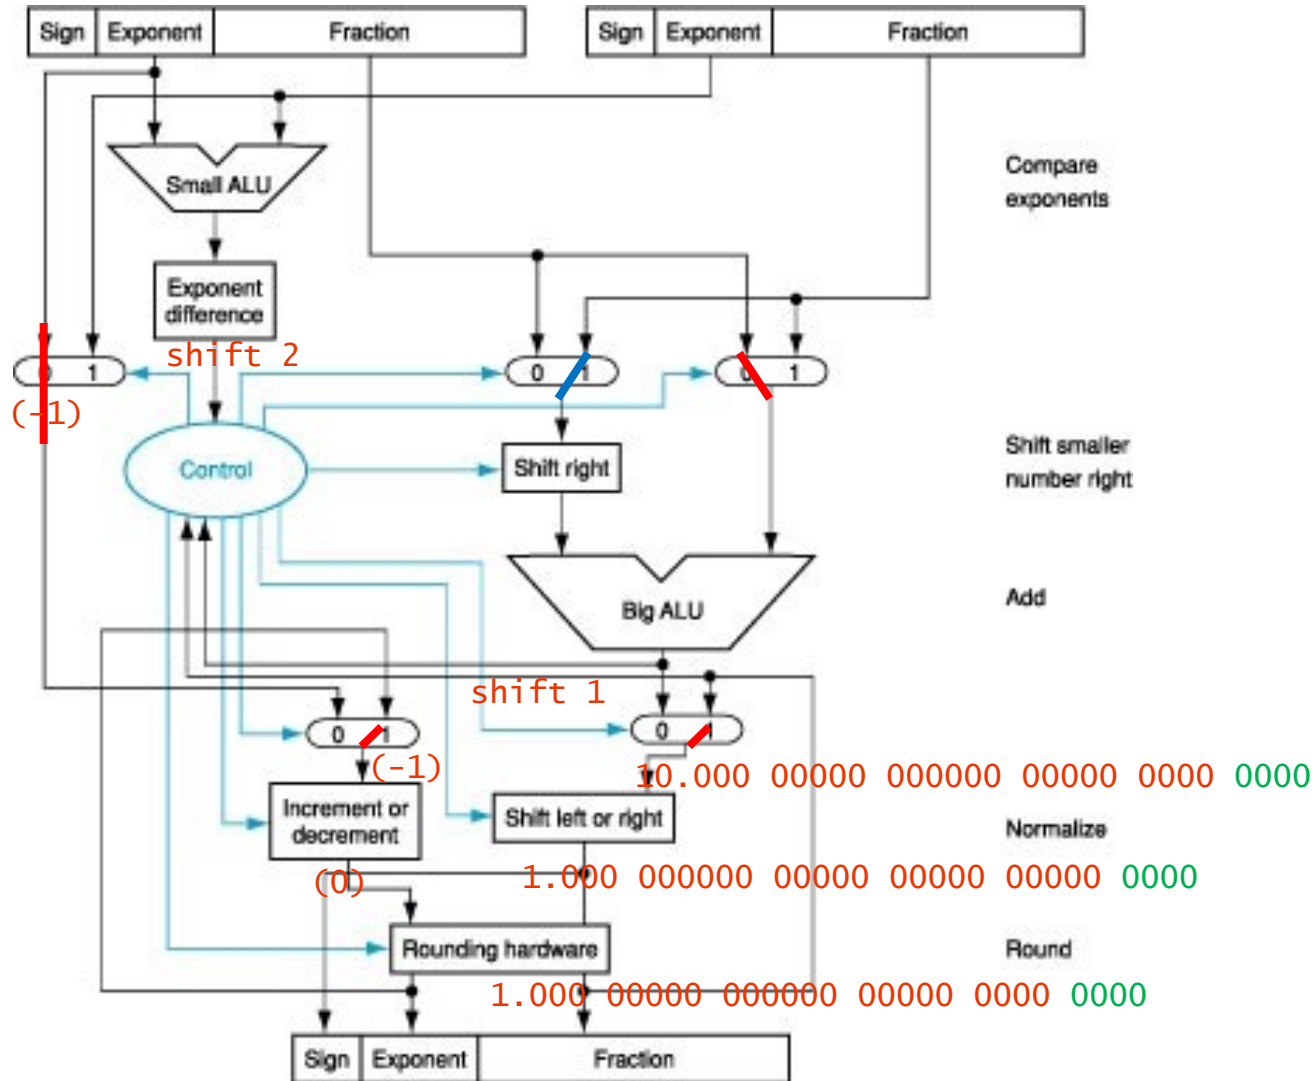 Sign Exponent Fraction Sign Exponent Fraction
Small ALU
Compare
exponents
Exponent
difference
shift 2
0 1 0 1 0 1
(-1)
Control
Shift right
Shift smaller
number right
Big ALU
Add
shift 1
0 1 0 1
(-1)
10.000 00000 000000 00000 0000 0000
Increment or
decrement
Shift left or right
Normalize
(0)
1.000 000000 00000 00000 00000 0000
Rounding hardware
Round
1.000 00000 000000 00000 0000 0000
Sign Exponent Fraction